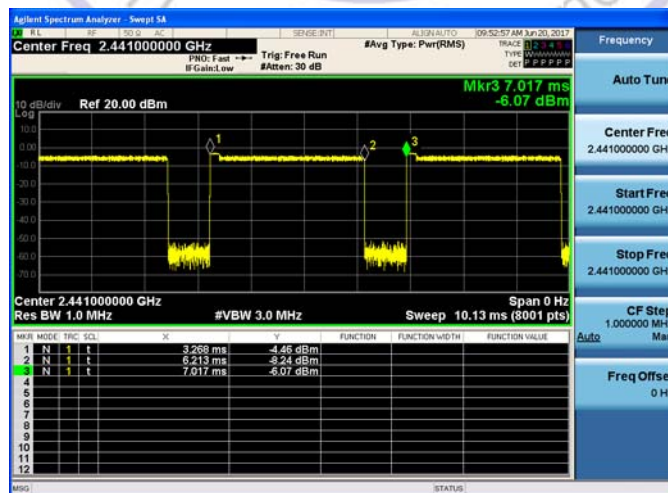 Agilent Spectrum Analyzer - Swept SA
RL RF 50 Ω AC SENSE:INT ALIGN AUTO 09:52:57 AM Jun 20, 2017
Center Freq 2.441000000 GHz
PNO: Fast
IFGain:Low
Trig: Free Run
#Atten: 30 dB
#Avg Type: Pwr(RMS)
TRACE 1 2 3 4 5 6
TYPE
DET P P P P P P
Mkr3 7.017 ms
-6.07 dBm
10 dB/div Ref 20.00 dBm
Log
10.0
0.00
-10.0
-20.0
-30.0
-40.0
-50.0
-60.0
-70.0
1
2
3
Center 2.441000000 GHz Span 0 Hz
Res BW 1.0 MHz #VBW 3.0 MHz Sweep 10.13 ms (8001 pts)
MKR MODE TRC SCL X Y FUNCTION FUNCTION WIDTH FUNCTION VALUE
1 N 1 t 3.268 ms -4.46 dBm
2 N 1 t 6.213 ms -8.24 dBm
3 N 1 t 7.017 ms -6.07 dBm
4
5
6
7
8
9
10
11
12
MSG STATUS
Frequency
Auto Tun
Center Fre
2.441000000 GH
Start Fre
2.441000000 GH
Stop Fre
2.441000000 GH
CF Step
1.000000 MH
Auto Ma
Freq Offse
0 H